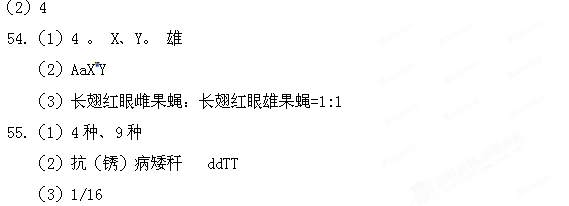 （2）4
54.（1）4 。 X、Y。 雄
（2）AaX*Y
（3）长翅红眼雌果蝇：长翅红眼雄果蝇=1:1
55.（1）4种、9种
（2）抗（锈）病矮秆 ddTT
（3）1/16